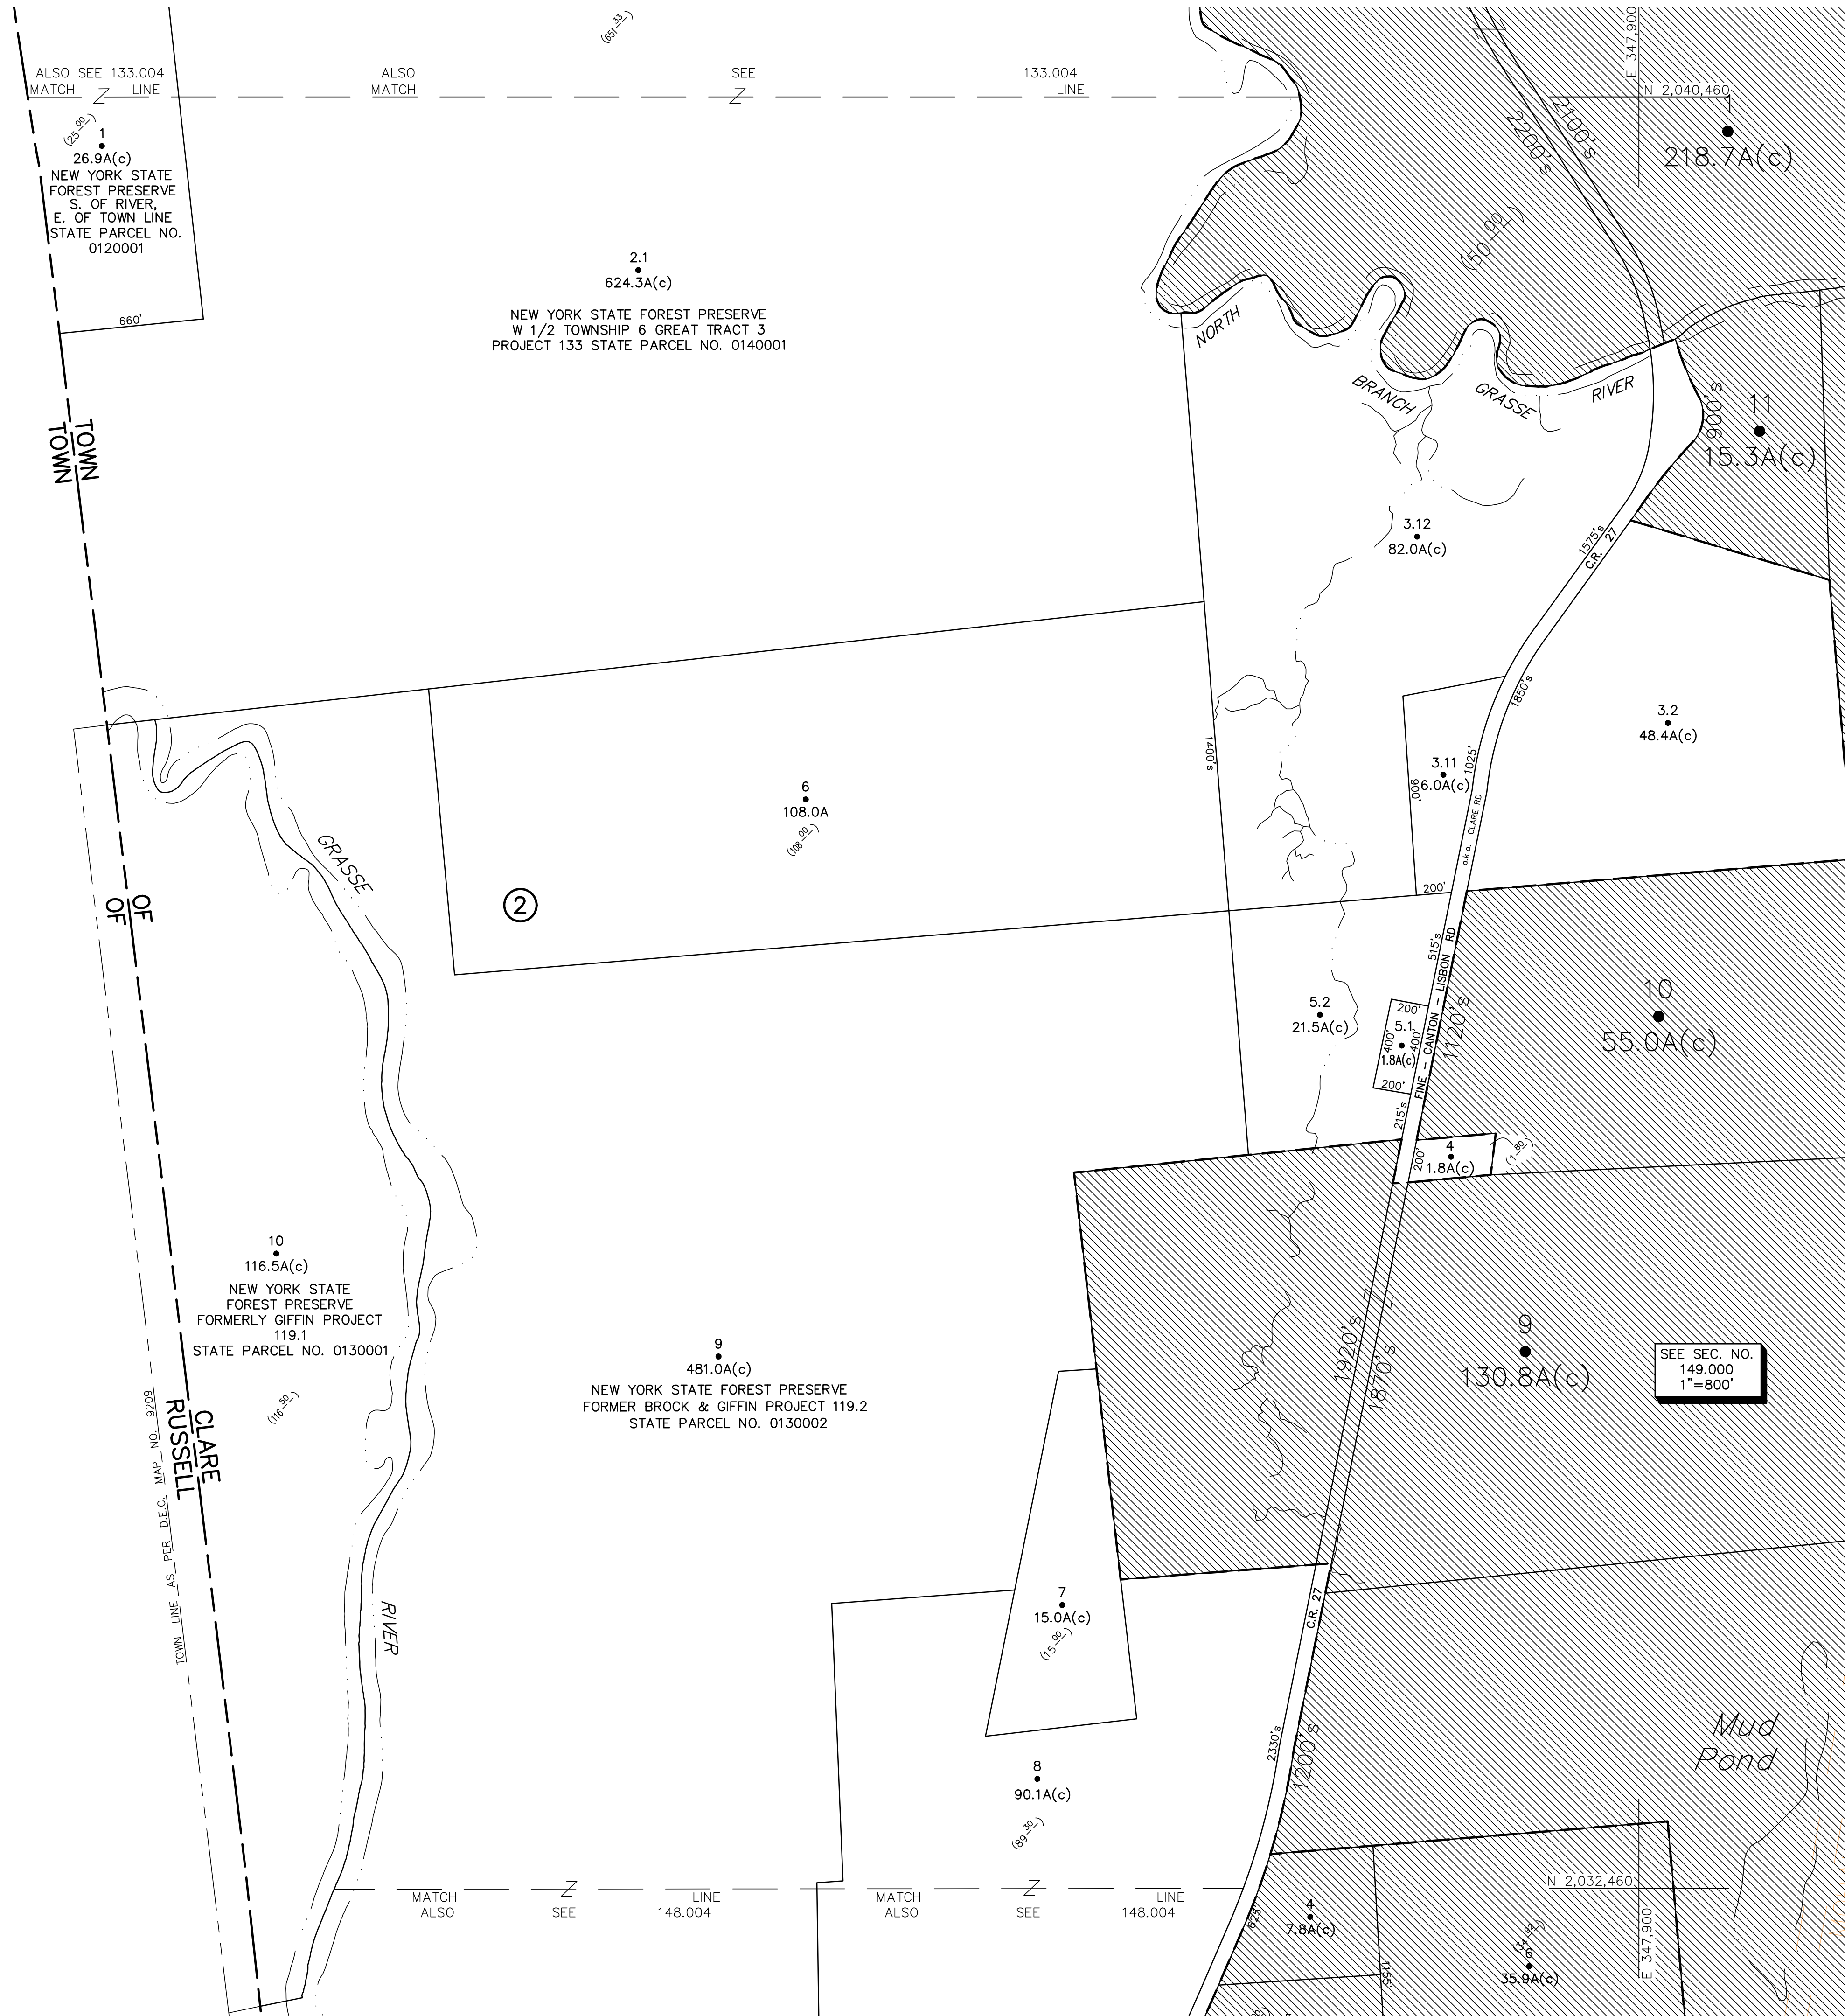 (651.33)
ALSO SEE 133.004
MATCH Z LINE
ALSO SEE 133.004
MATCH Z LINE
E 347,900
N 2,040,460
(25.00)
1
26.9A(c)
NEW YORK STATE
FOREST PRESERVE
S. OF RIVER,
E. OF TOWN LINE
STATE PARCEL NO.
0120001
660'
2.1
624.3A(c)
NEW YORK STATE FOREST PRESERVE
W 1/2 TOWNSHIP 6 GREAT TRACT 3
PROJECT 133 STATE PARCEL NO. 0140001
2200's
2100's
1
218.7A(c)
(50.00)
NORTH BRANCH GRASSE RIVER
900's
11
15.3A(c)
TOWN
TOWN
3.12
82.0A(c)
1575's
C.R. 27
1850's
3.2
48.4A(c)
3.11
6.0A(c)
900'
1025'
a.k.a. CLARE RD
200'
1400's
6
108.0A
(108.00)
2
GRASSE
OF
OF
515's
FINE - CANTON - LISBON RD
1120's
5.2
21.5A(c)
200'
5.1
400'
400'
1.8A(c)
200'
215's
10
55.0A(c)
200'
4
1.8A(c)
(1.80)
10
116.5A(c)
NEW YORK STATE
FOREST PRESERVE
FORMERLY GIFFIN PROJECT
119.1
STATE PARCEL NO. 0130001
(116.50)
9
481.0A(c)
NEW YORK STATE FOREST PRESERVE
FORMER BROCK & GIFFIN PROJECT 119.2
STATE PARCEL NO. 0130002
1920's
Z
1870's
9
130.8A(c)
SEE SEC. NO.
149.000
1"=800'
CLARE
RUSSELL
TOWN LINE AS PER D.E.C. MAP NO. 9209
RIVER
7
15.0A(c)
(15.00)
C.R. 27
2330's
1200's
Mud
Pond
8
90.1A(c)
(89.30)
MATCH Z LINE
ALSO SEE 148.004
MATCH Z LINE
ALSO SEE 148.004
N 2,032,460
E 347,900
625'
4
7.8A(c)
1155'
(34.92)
6
35.9A(c)